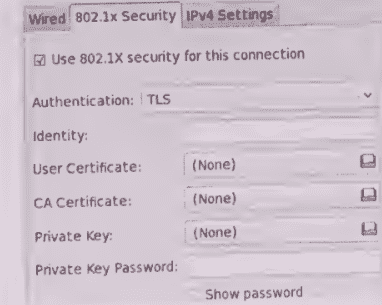 Wired 802.1x Security IPv4 Settings
Use 802.1X security for this connection
Authentication: TLS
Identity:
User Certificate: (None)
CA Certificate: (None)
Private Key: (None)
Private Key Password:
Show password